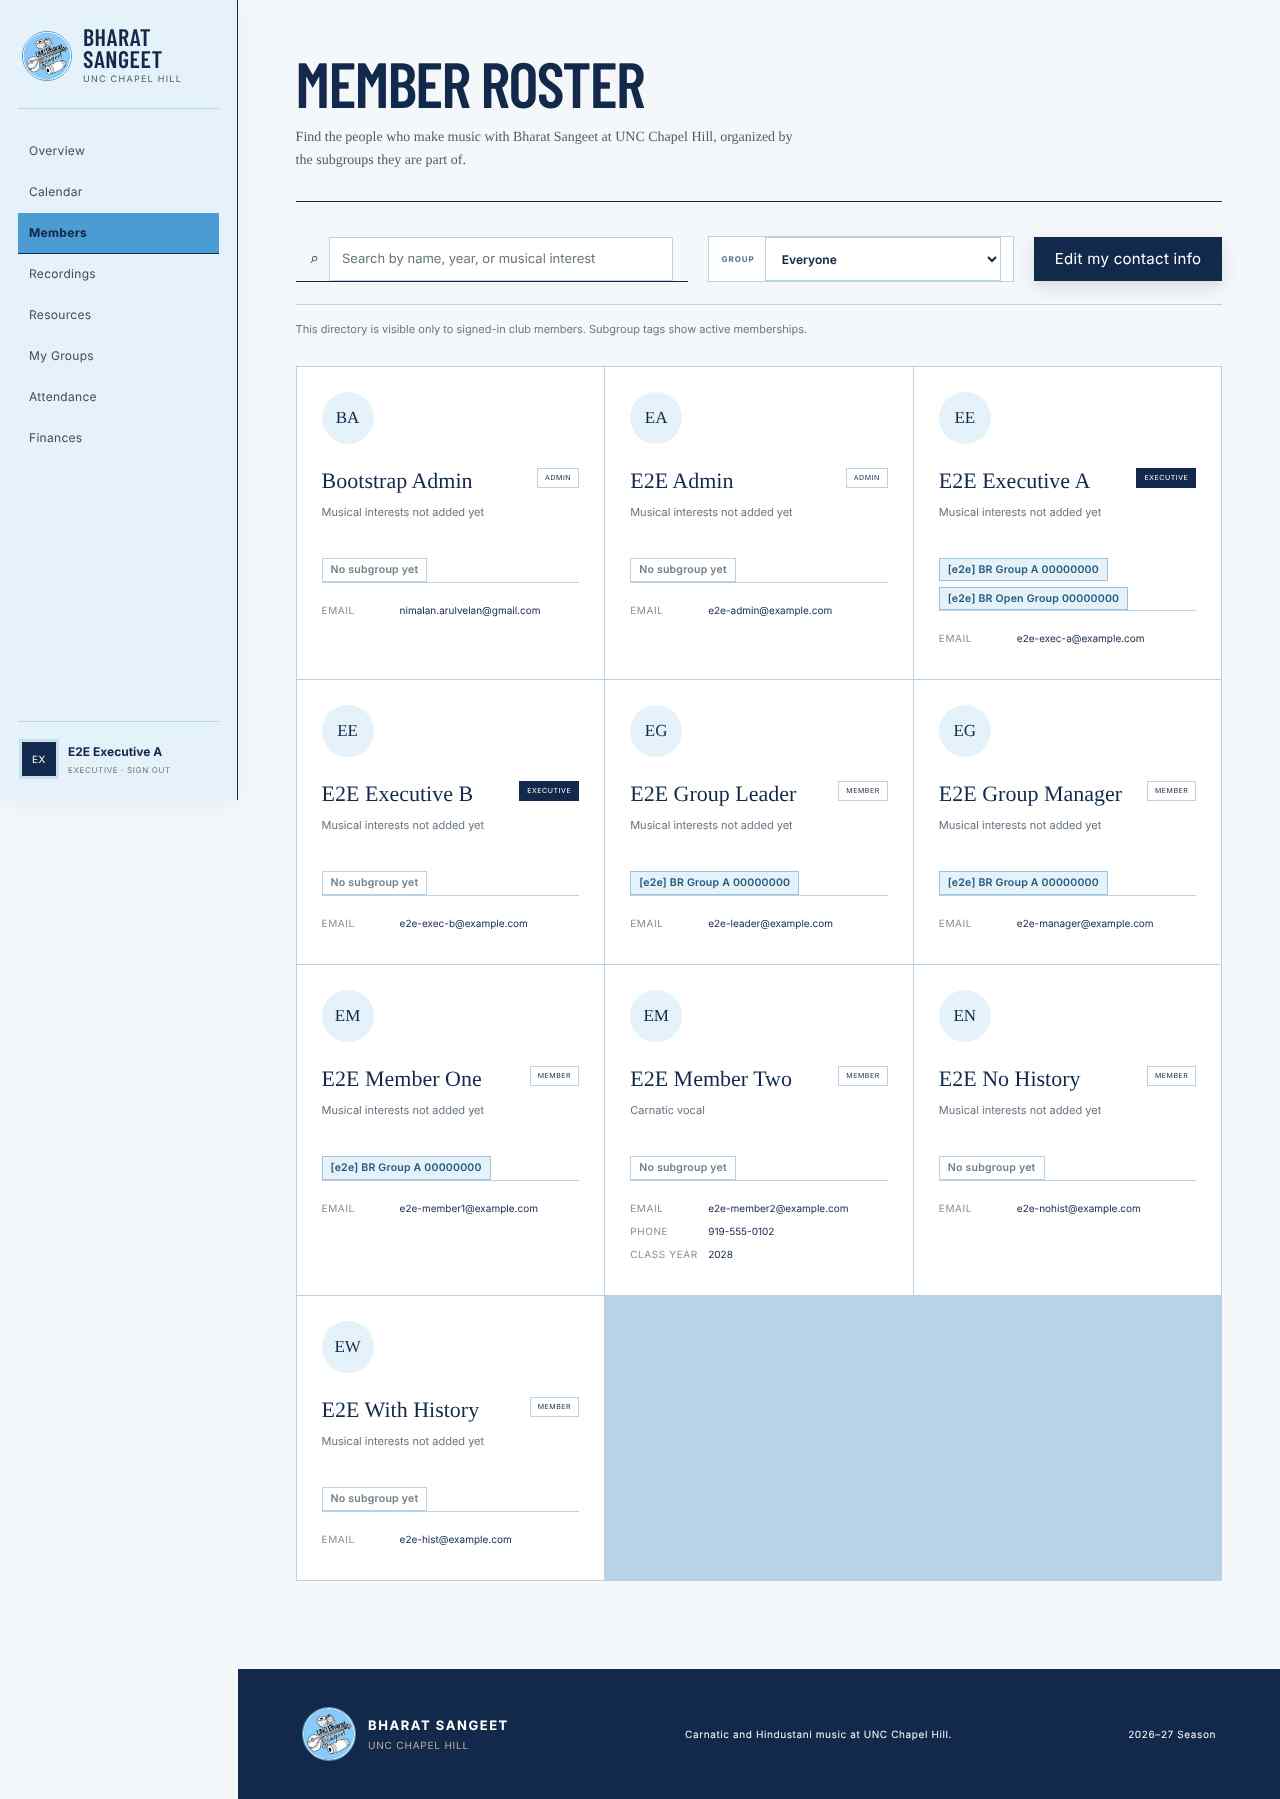 BHARAT
SANGEET
UNC CHAPEL HILL
Overview
Calendar
Members
Recordings
Resources
My Groups
Attendance
Finances
EX
E2E Executive A
EXECUTIVE · SIGN OUT
MEMBER ROSTER
Find the people who make music with Bharat Sangeet at UNC Chapel Hill, organized by
the subgroups they are part of.
Search by name, year, or musical interest
GROUP
Everyone
Edit my contact info
This directory is visible only to signed-in club members. Subgroup tags show active memberships.
BA
Bootstrap Admin
ADMIN
Musical interests not added yet
No subgroup yet
EMAIL nimalan.arulvelan@gmail.com
EA
E2E Admin
ADMIN
Musical interests not added yet
No subgroup yet
EMAIL e2e-admin@example.com
EE
E2E Executive A
EXECUTIVE
Musical interests not added yet
[e2e] BR Group A 00000000
[e2e] BR Open Group 00000000
EMAIL e2e-exec-a@example.com
EE
E2E Executive B
EXECUTIVE
Musical interests not added yet
No subgroup yet
EMAIL e2e-exec-b@example.com
EG
E2E Group Leader
MEMBER
Musical interests not added yet
[e2e] BR Group A 00000000
EMAIL e2e-leader@example.com
EG
E2E Group Manager
MEMBER
Musical interests not added yet
[e2e] BR Group A 00000000
EMAIL e2e-manager@example.com
EM
E2E Member One
MEMBER
Musical interests not added yet
[e2e] BR Group A 00000000
EMAIL e2e-member1@example.com
EM
E2E Member Two
MEMBER
Carnatic vocal
No subgroup yet
EMAIL e2e-member2@example.com
PHONE 919-555-0102
CLASS YEAR 2028
EN
E2E No History
MEMBER
Musical interests not added yet
No subgroup yet
EMAIL e2e-nohist@example.com
EW
E2E With History
MEMBER
Musical interests not added yet
No subgroup yet
EMAIL e2e-hist@example.com
BHARAT SANGEET
UNC CHAPEL HILL
Carnatic and Hindustani music at UNC Chapel Hill.
2026–27 Season